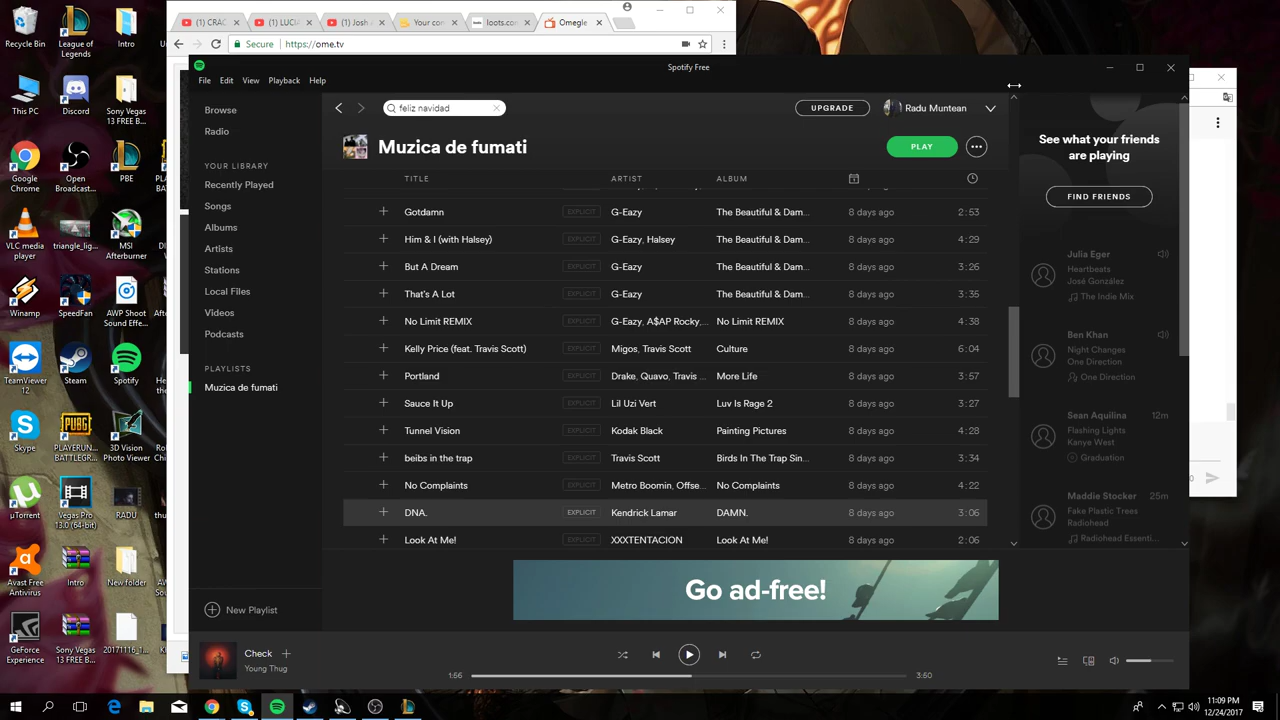 Recycle Bin
League of Legends
Intro
This PC
Discord
Sony Vegas 13 FREE B...
Google Chrome
Open Broadcast...
LoL PBE
VLC media player
triangle_lig...
MSI Afterburner
Winamp
SpeedFan
AWP Shoot Sound Effe...
TeamViewer 12
Steam
Spotify
Skype
PLAYERUN... BATTLEGR...
3D Vision Photo Viewer
µTorrent
Vegas Pro 13.0 (64-bit)
RADU
Avast Free Antivirus
Intro
New folder
GeForce Experience
Sony Vegas 13 FREE B...
20171116_1...
(1) CRAC
(1) LUCIA
(1) Josh
Your con
loots.com
Omegle
Secure
https://ome.tv
Spotify Free
File Edit View Playback Help
feliz navidad
UPGRADE
Radu Muntean
Browse
Radio
YOUR LIBRARY
Recently Played
Songs
Albums
Artists
Stations
Local Files
Videos
Podcasts
PLAYLISTS
Muzica de fumati
New Playlist
Muzica de fumati
PLAY
TITLE ARTIST ALBUM
Gotdamn EXPLICIT G-Eazy The Beautiful & Dam... 8 days ago 2:53
Him & I (with Halsey) EXPLICIT G-Eazy, Halsey The Beautiful & Dam... 8 days ago 4:29
But A Dream EXPLICIT G-Eazy The Beautiful & Dam... 8 days ago 3:26
That's A Lot EXPLICIT G-Eazy The Beautiful & Dam... 8 days ago 3:35
No Limit REMIX EXPLICIT G-Eazy, A$AP Rocky,... No Limit REMIX 8 days ago 4:38
Kelly Price (feat. Travis Scott) EXPLICIT Migos, Travis Scott Culture 8 days ago 6:04
Portland EXPLICIT Drake, Quavo, Travis ... More Life 8 days ago 3:57
Sauce It Up EXPLICIT Lil Uzi Vert Luv Is Rage 2 8 days ago 3:27
Tunnel Vision EXPLICIT Kodak Black Painting Pictures 8 days ago 4:28
beibs in the trap EXPLICIT Travis Scott Birds In The Trap Sin... 8 days ago 3:34
No Complaints EXPLICIT Metro Boomin, Offse... No Complaints 8 days ago 4:22
DNA. EXPLICIT Kendrick Lamar DAMN. 8 days ago 3:06
Look At Me! EXPLICIT XXXTENTACION Look At Me! 8 days ago 2:06
Go ad-free!
See what your friends
are playing
FIND FRIENDS
Julia Eger
Heartbeats
José González
The Indie Mix
Ben Khan
Night Changes
One Direction
One Direction
Sean Aquilina 12m
Flashing Lights
Kanye West
Graduation
Maddie Stocker 25m
Fake Plastic Trees
Radiohead
Radiohead Essenti...
Check
Young Thug
1:56
3:50
11:09 PM
12/24/2017